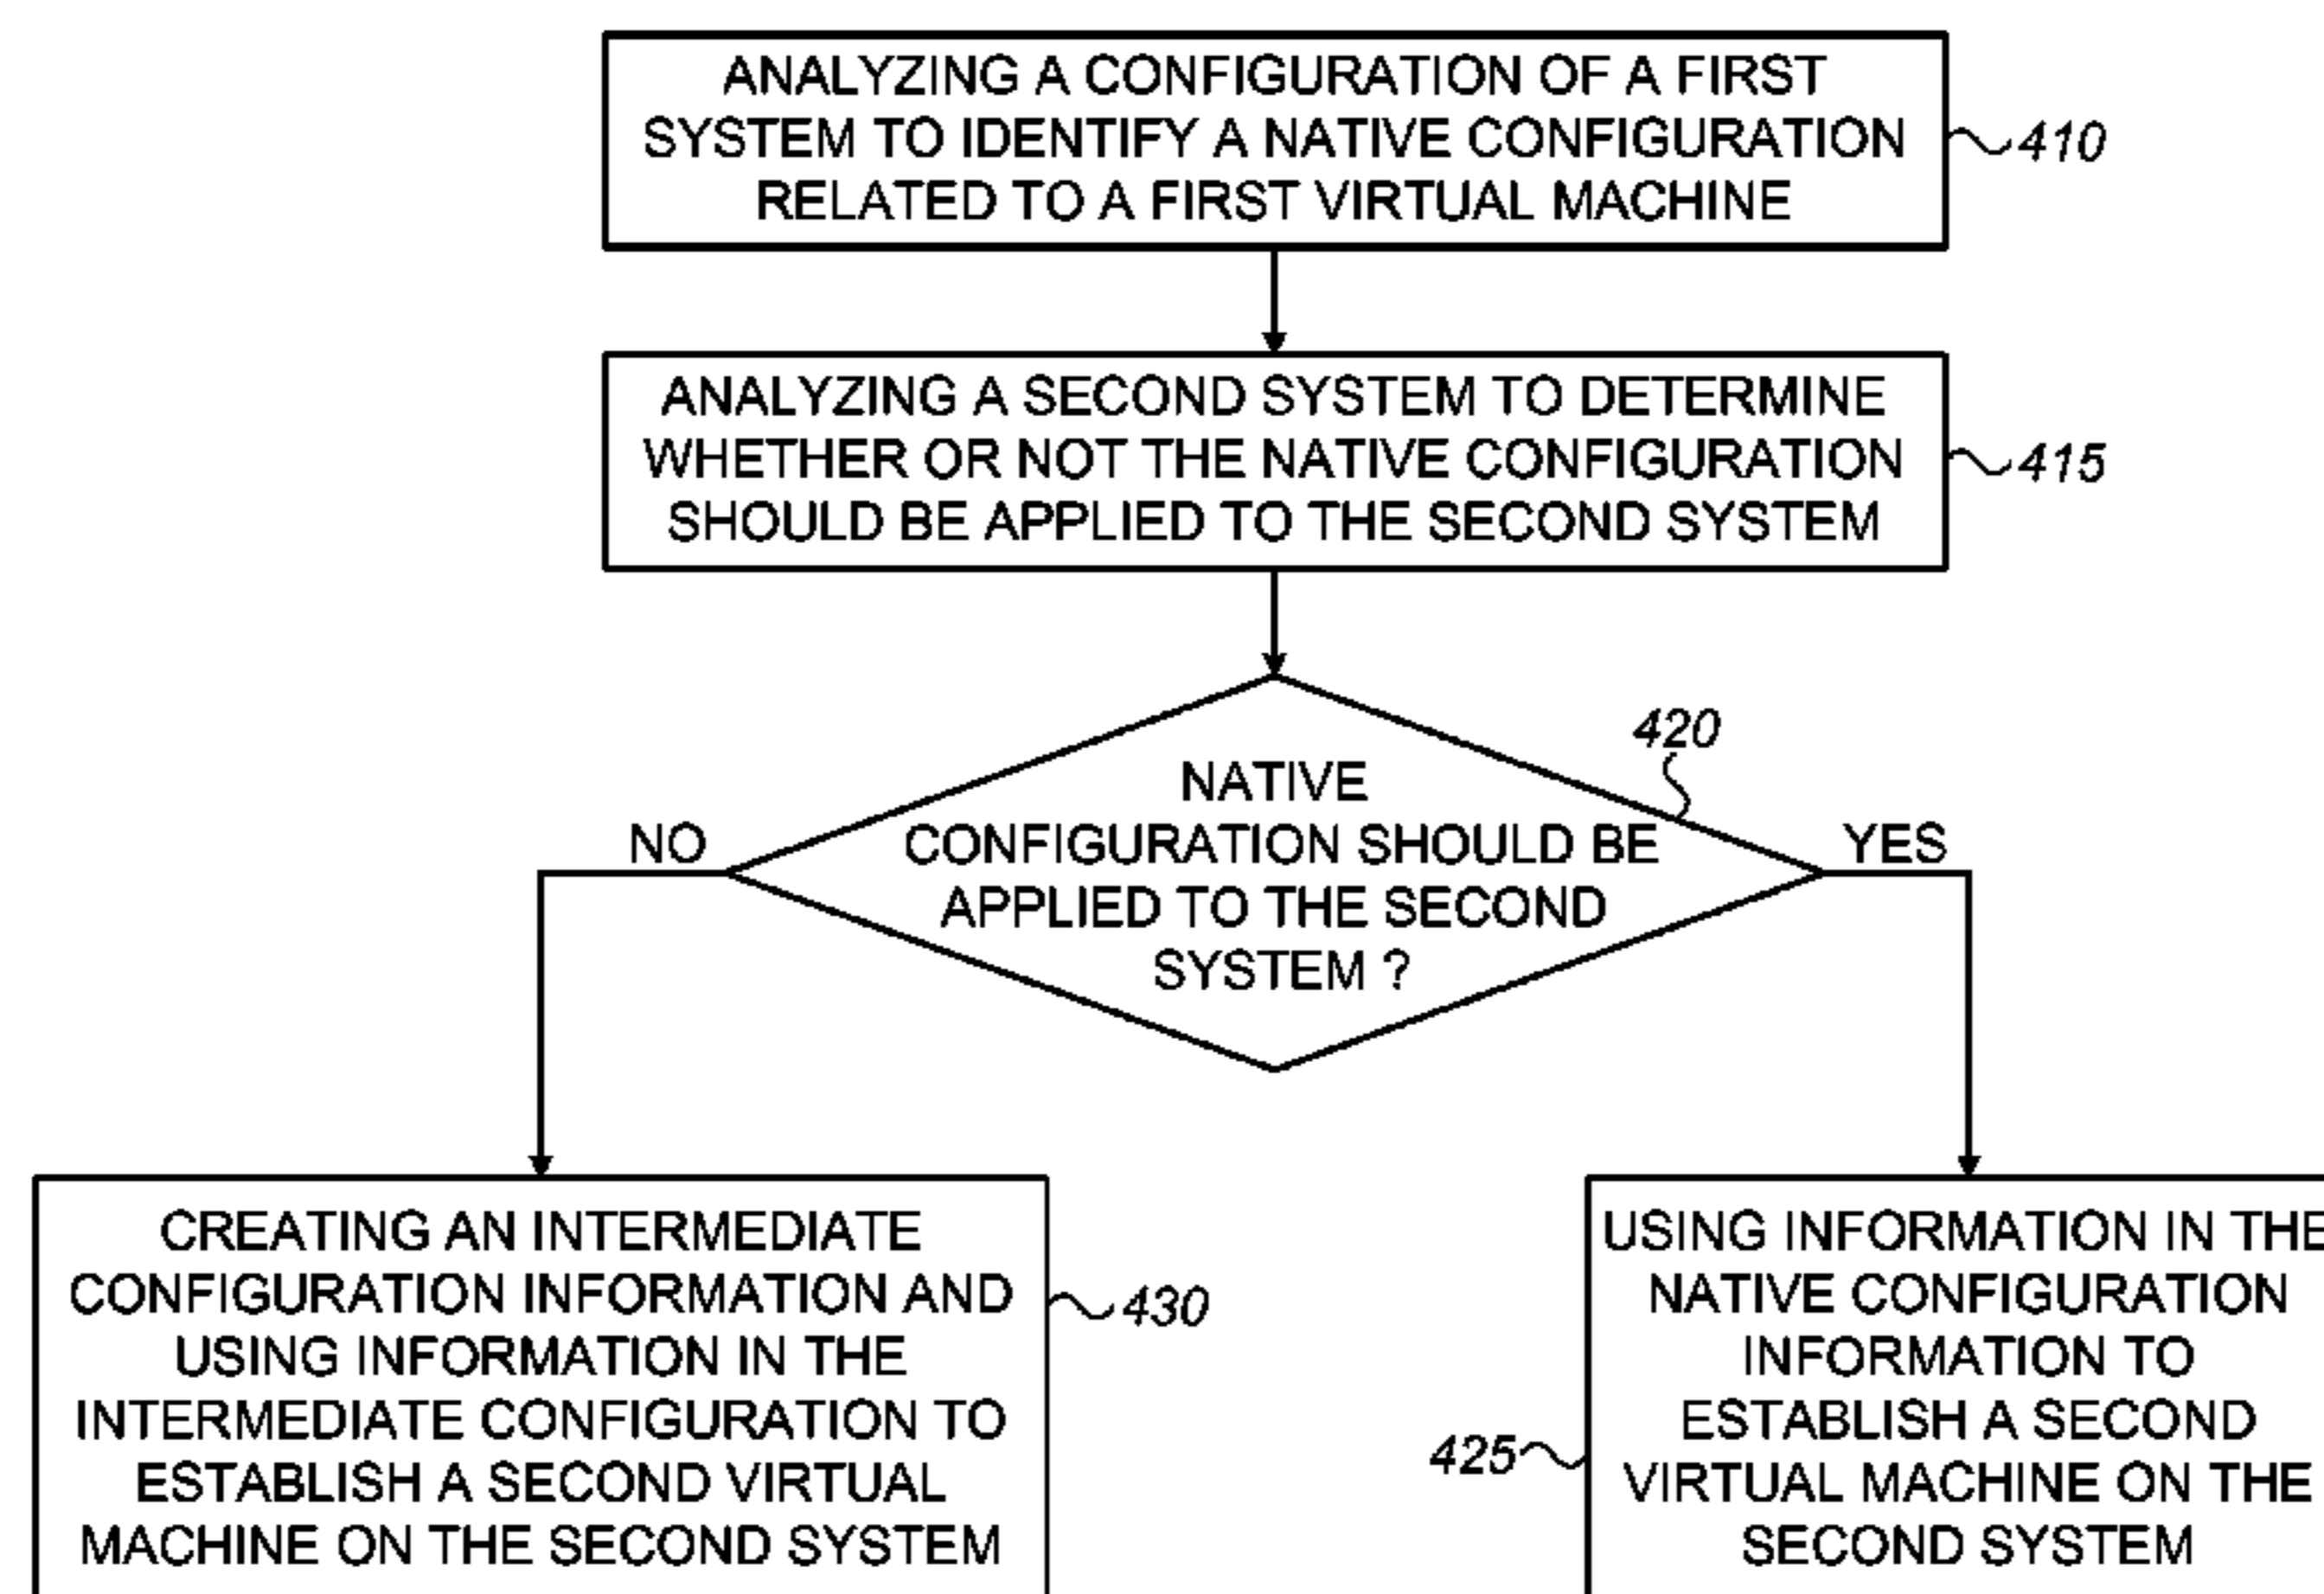 ANALYZING A CONFIGURATION OF A FIRST
SYSTEM TO IDENTIFY A NATIVE CONFIGURATION
RELATED TO A FIRST VIRTUAL MACHINE
410
ANALYZING A SECOND SYSTEM TO DETERMINE
WHETHER OR NOT THE NATIVE CONFIGURATION
SHOULD BE APPLIED TO THE SECOND SYSTEM
415
420
NATIVE
CONFIGURATION SHOULD BE
APPLIED TO THE SECOND
SYSTEM ?
NO
YES
CREATING AN INTERMEDIATE
CONFIGURATION INFORMATION AND
USING INFORMATION IN THE
INTERMEDIATE CONFIGURATION TO
ESTABLISH A SECOND VIRTUAL
MACHINE ON THE SECOND SYSTEM
430
USING INFORMATION IN THE
NATIVE CONFIGURATION
INFORMATION TO
ESTABLISH A SECOND
VIRTUAL MACHINE ON THE
SECOND SYSTEM
425